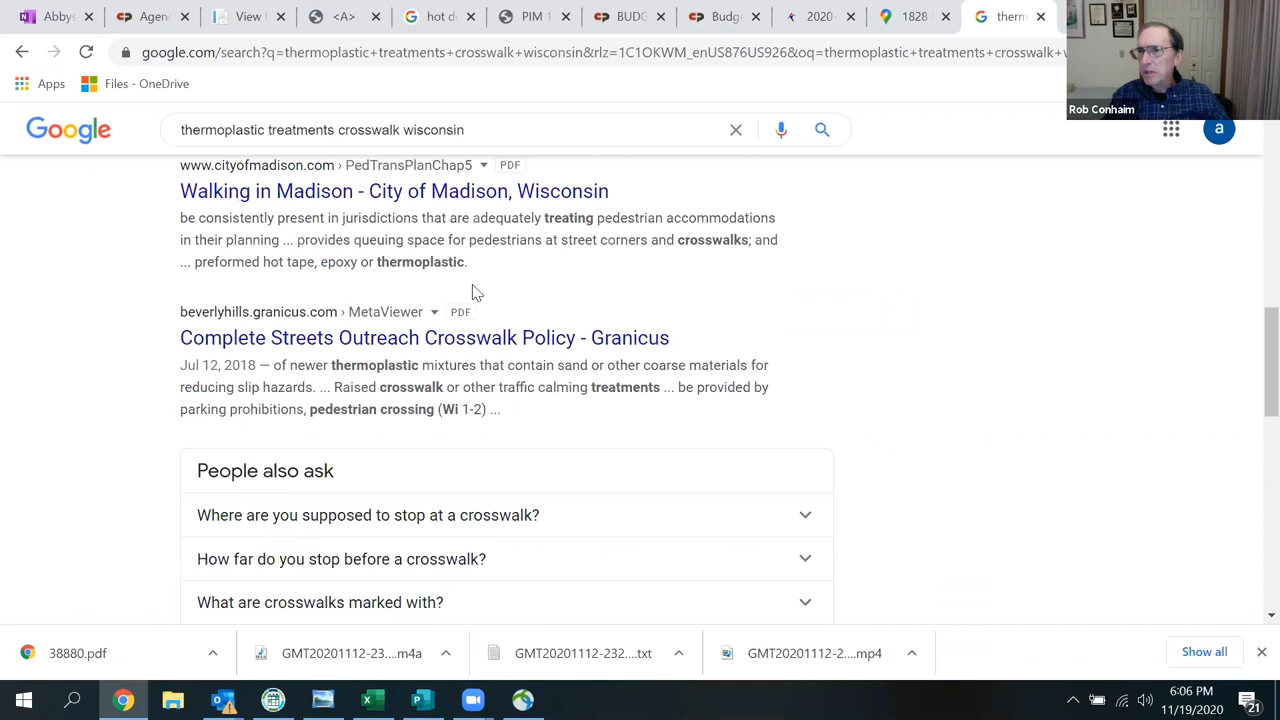 Abbys
Agen
View
<A>
hot d
PIM
BUDG
Budge
2020-
1828
therm
google.com/search?q=thermoplastic+treatments+crosswalk+wisconsin&rlz=1C1OKWM_enUS876US926&oq=thermoplastic+treatments+crosswalk+w
Apps
Files - OneDrive
Rob Conhaim
Google
thermoplastic treatments crosswalk wisconsin
a
www.cityofmadison.com › PedTransPlanChap5
PDF
Walking in Madison - City of Madison, Wisconsin
be consistently present in jurisdictions that are adequately treating pedestrian accommodations
in their planning ... provides queuing space for pedestrians at street corners and crosswalks; and
... preformed hot tape, epoxy or thermoplastic.
beverlyhills.granicus.com › MetaViewer
PDF
Complete Streets Outreach Crosswalk Policy - Granicus
Jul 12, 2018 — of newer thermoplastic mixtures that contain sand or other coarse materials for
reducing slip hazards. ... Raised crosswalk or other traffic calming treatments ... be provided by
parking prohibitions, pedestrian crossing (Wi 1-2) ...
People also ask
Where are you supposed to stop at a crosswalk?
How far do you stop before a crosswalk?
What are crosswalks marked with?
38880.pdf
GMT20201112-23....m4a
GMT20201112-232....txt
GMT20201112-2....mp4
Show all
6:06 PM
11/19/2020
21